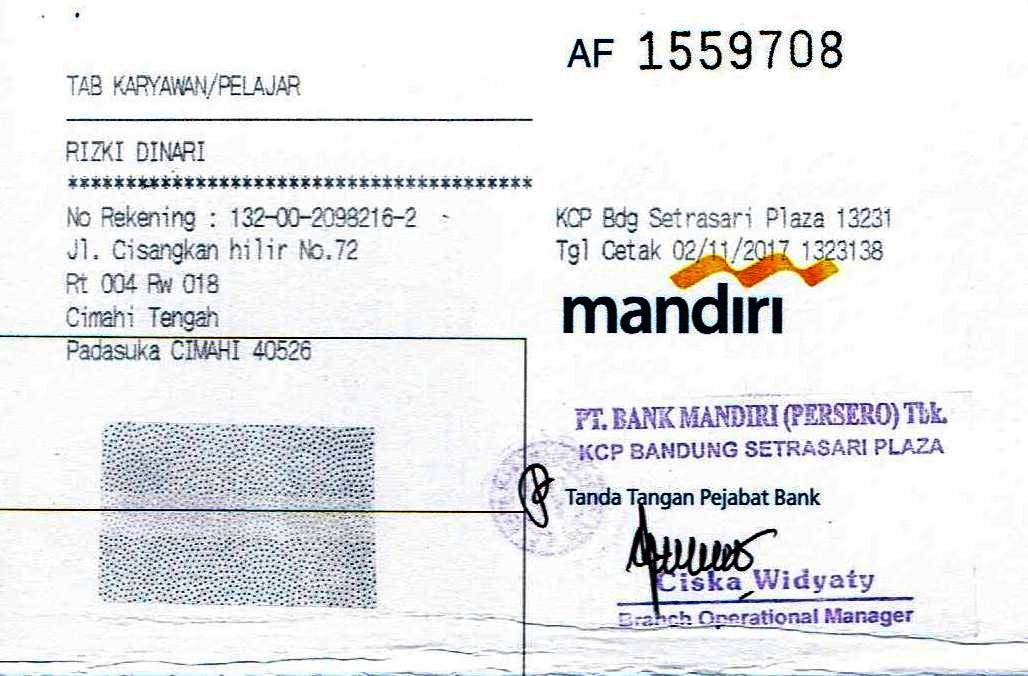 AF 1559708
TAB KARYAWAN/PELAJAR
RIZKI DINARI
******************************************
No Rekening : 132-00-2098216-2
Jl. Cisangkan hilir No.72
Rt 004 Rw 018
Cimahi Tengah
Padasuka CIMAHI 40526
KCP Bdg Setrasari Plaza 13231
Tgl Cetak 02/11/2017 1323138
mandiri
PT. BANK MANDIRI (PERSERO) Tbk.
KCP BANDUNG SETRASARI PLAZA
Tanda Tangan Pejabat Bank
Ciska Widyaty
Branch Operational Manager